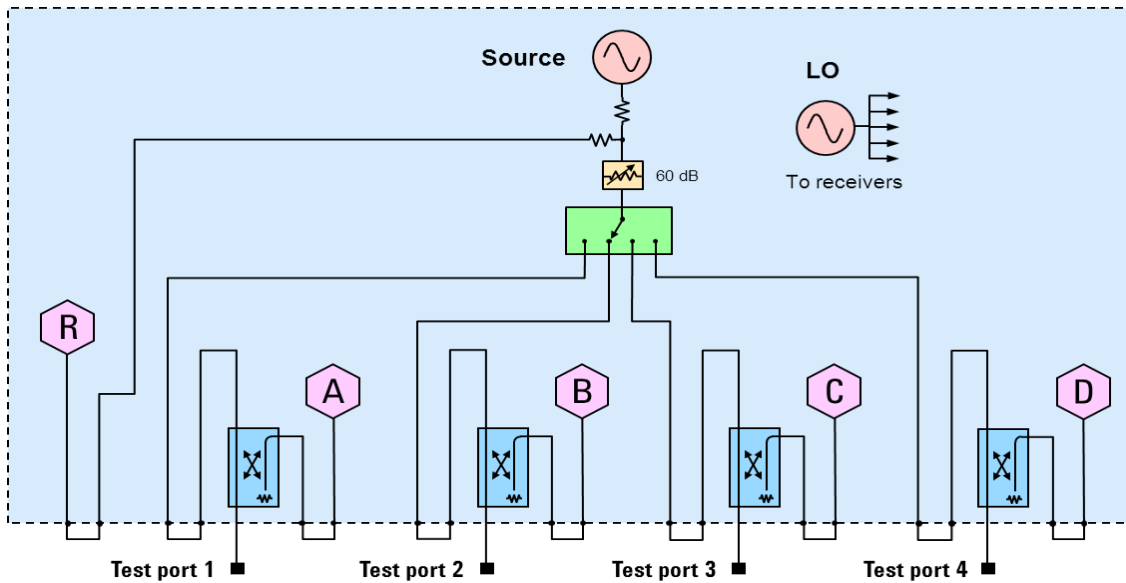 Source
LO
60 dB
To receivers
R
A
B
C
D
Test port 1
Test port 2
Test port 3
Test port 4